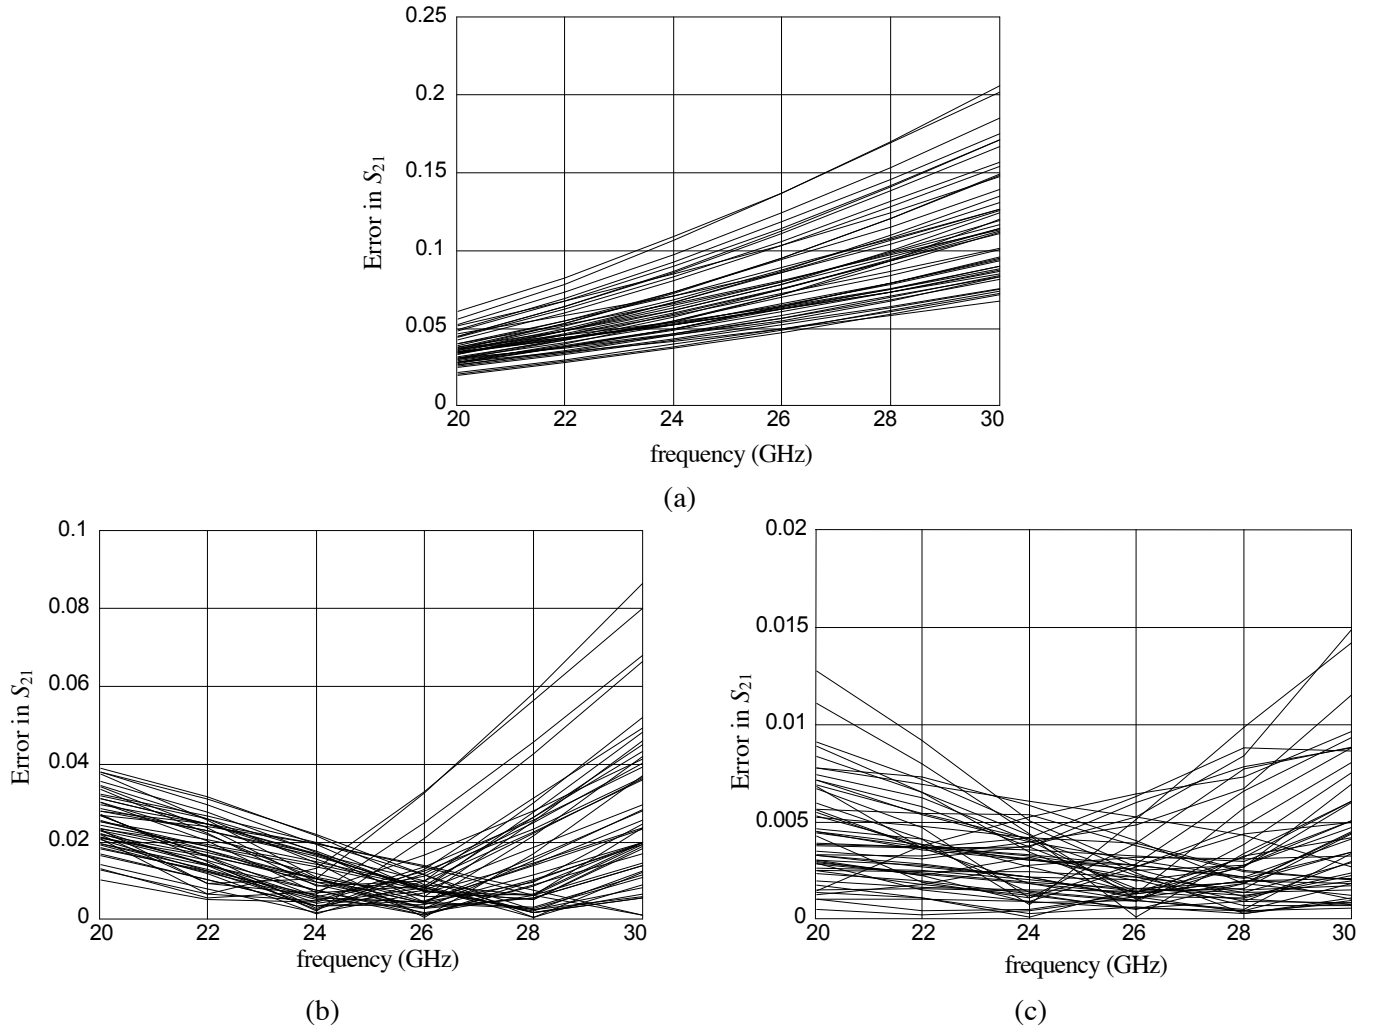 0.25
0.2
0.15
0.1
0.05
0
Error in S21
20 22 24 26 28 30
frequency (GHz)
(a)
0.1
0.08
0.06
0.04
0.02
0
Error in S21
20 22 24 26 28 30
frequency (GHz)
(b)
0.02
0.015
0.01
0.005
0
Error in S21
20 22 24 26 28 30
frequency (GHz)
(c)